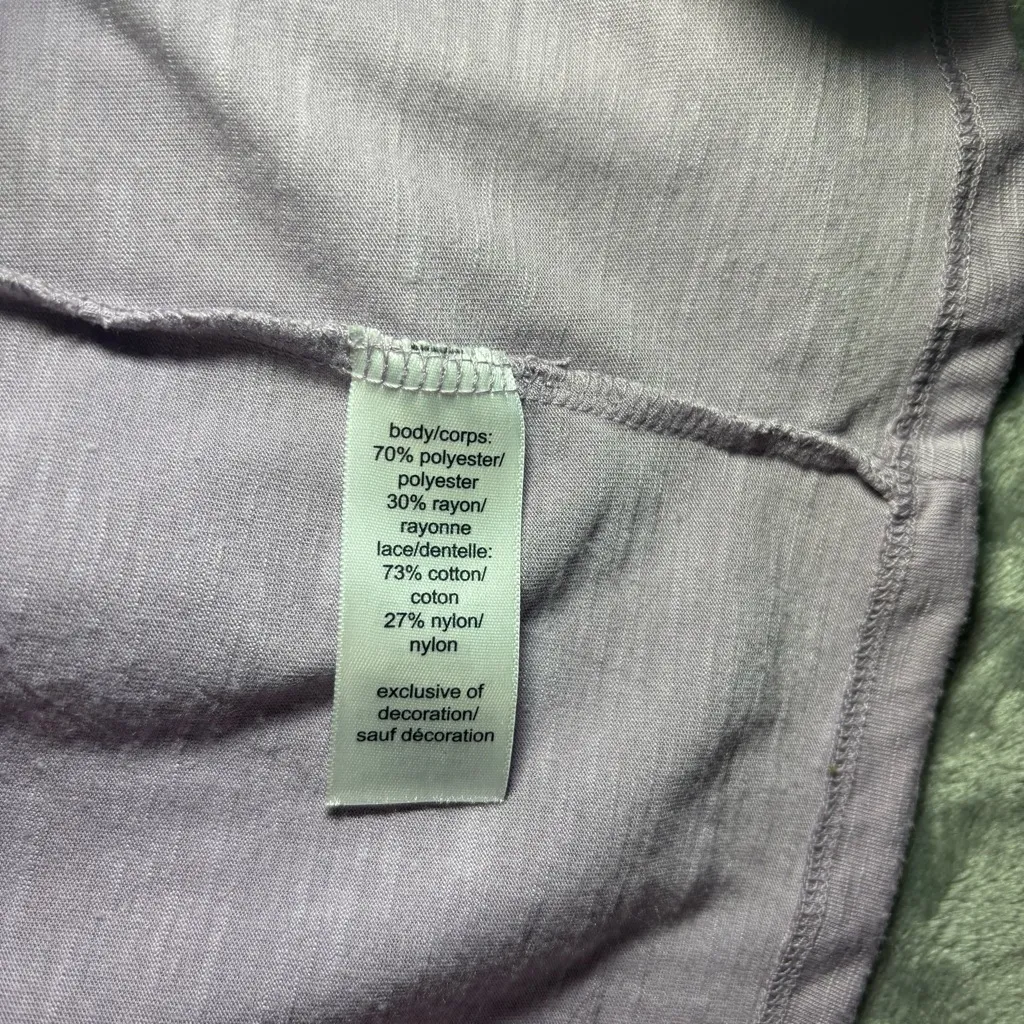 body/corps:
70% polyester/
polyester
30% rayon/
rayonne
lace/dentelle:
73% cotton/
coton
27% nylon/
nylon
exclusive of
decoration/
sauf décoration